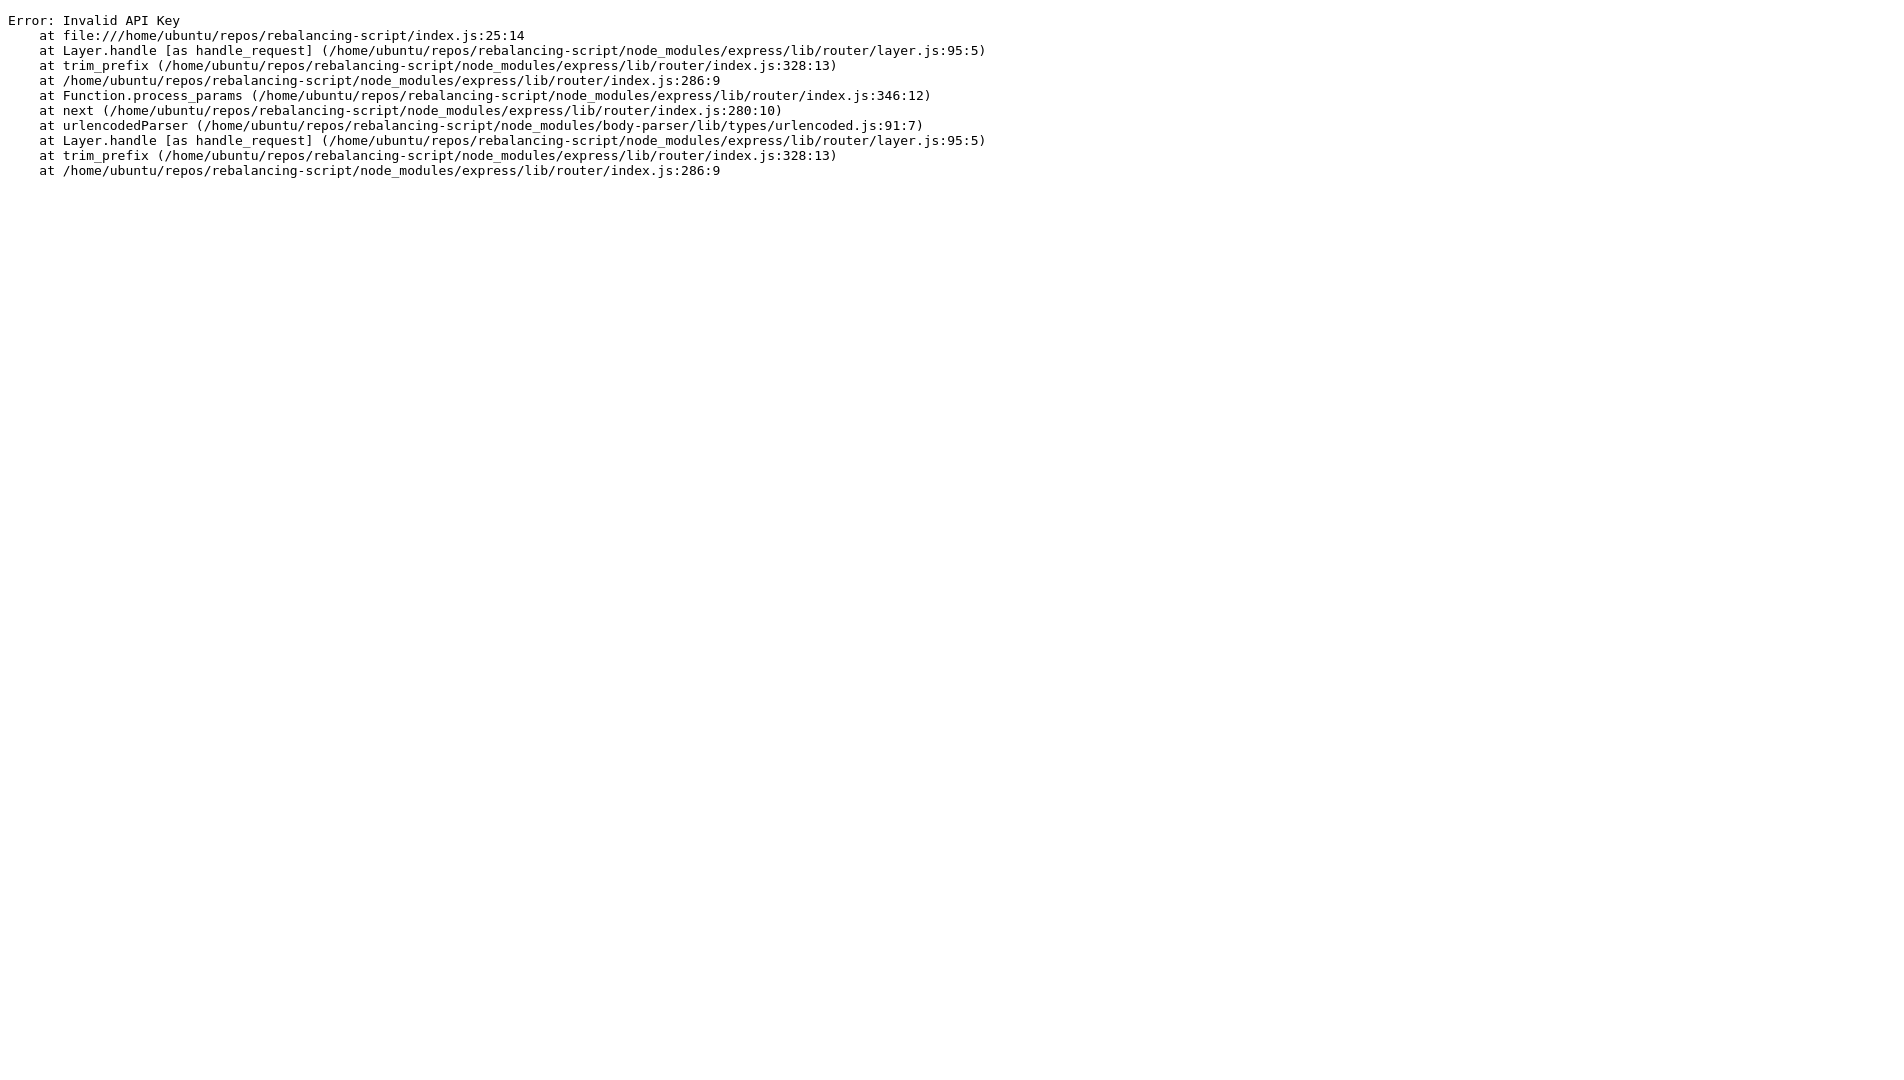 Error: Invalid API Key
    at file:///home/ubuntu/repos/rebalancing-script/index.js:25:14
    at Layer.handle [as handle_request] (/home/ubuntu/repos/rebalancing-script/node_modules/express/lib/router/layer.js:95:5)
    at trim_prefix (/home/ubuntu/repos/rebalancing-script/node_modules/express/lib/router/index.js:328:13)
    at /home/ubuntu/repos/rebalancing-script/node_modules/express/lib/router/index.js:286:9
    at Function.process_params (/home/ubuntu/repos/rebalancing-script/node_modules/express/lib/router/index.js:346:12)
    at next (/home/ubuntu/repos/rebalancing-script/node_modules/express/lib/router/index.js:280:10)
    at urlencodedParser (/home/ubuntu/repos/rebalancing-script/node_modules/body-parser/lib/types/urlencoded.js:91:7)
    at Layer.handle [as handle_request] (/home/ubuntu/repos/rebalancing-script/node_modules/express/lib/router/layer.js:95:5)
    at trim_prefix (/home/ubuntu/repos/rebalancing-script/node_modules/express/lib/router/index.js:328:13)
    at /home/ubuntu/repos/rebalancing-script/node_modules/express/lib/router/index.js:286:9